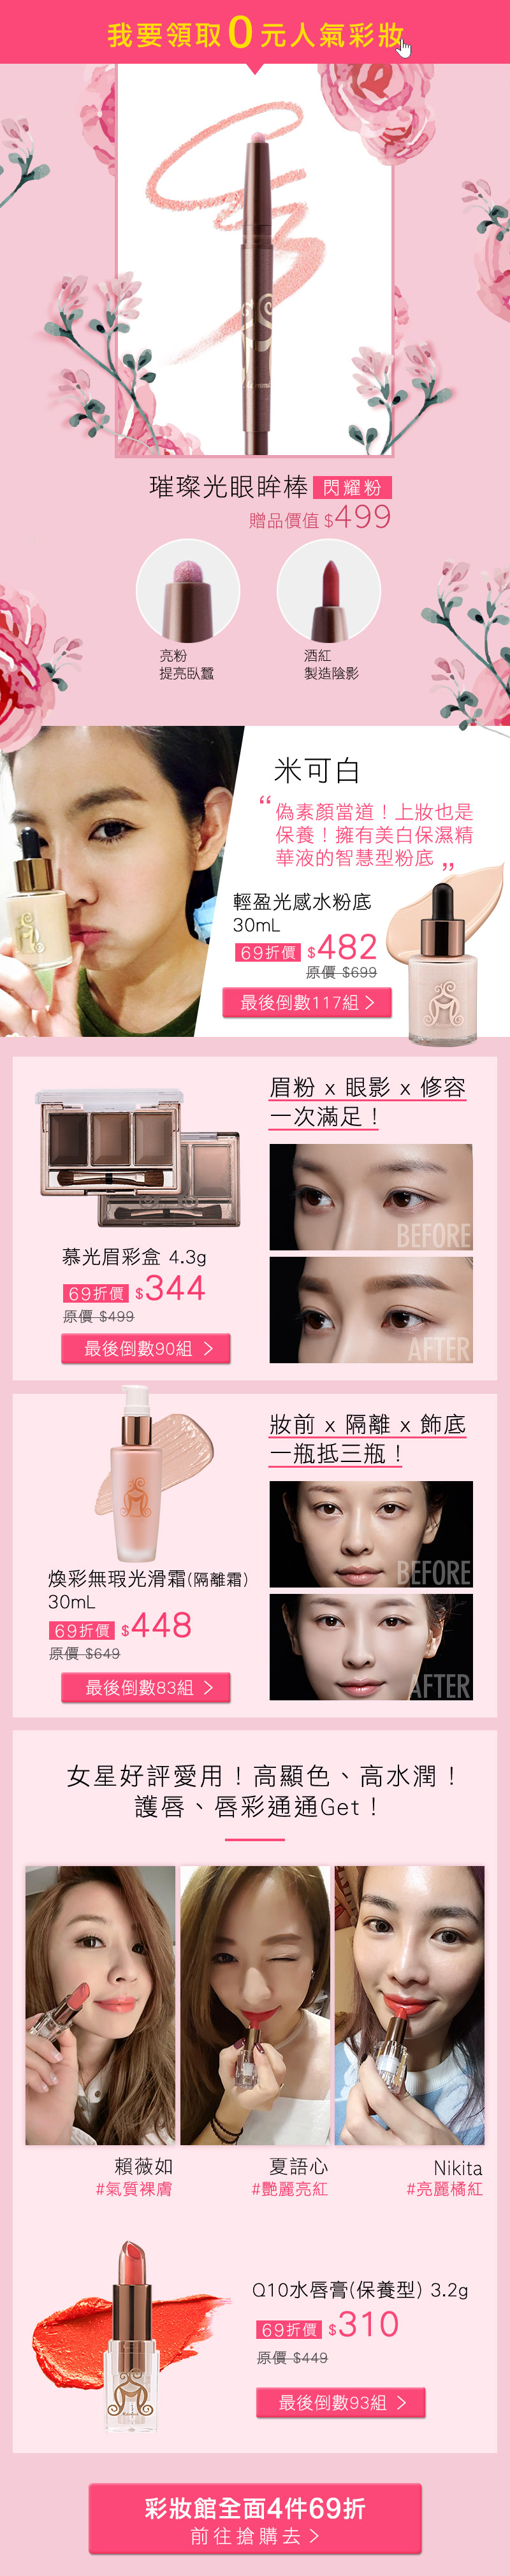 我要領取0元人氣彩妝
璀璨光眼眸棒 閃耀粉
贈品價值 $499
亮粉
提亮臥蠶
酒紅
製造陰影
米可白
“偽素顏當道！上妝也是
保養！擁有美白保濕精
華液的智慧型粉底”
輕盈光感水粉底
30mL
69折價 $482
原價 $699
最後倒數117組 >
眉粉 x 眼影 x 修容
一次滿足！
BEFORE
AFTER
慕光眉彩盒 4.3g
69折價 $344
原價 $499
最後倒數90組 >
妝前 x 隔離 x 飾底
一瓶抵三瓶！
BEFORE
AFTER
煥彩無瑕光滑霜(隔離霜)
30mL
69折價 $448
原價 $649
最後倒數83組 >
女星好評愛用！高顯色、高水潤！
護唇、唇彩通通Get！
賴薇如
#氣質裸膚
夏語心
#艷麗亮紅
Nikita
#亮麗橘紅
Q10水唇膏(保養型) 3.2g
69折價 $310
原價 $449
最後倒數93組 >
彩妝館全面4件69折
前往搶購去 >